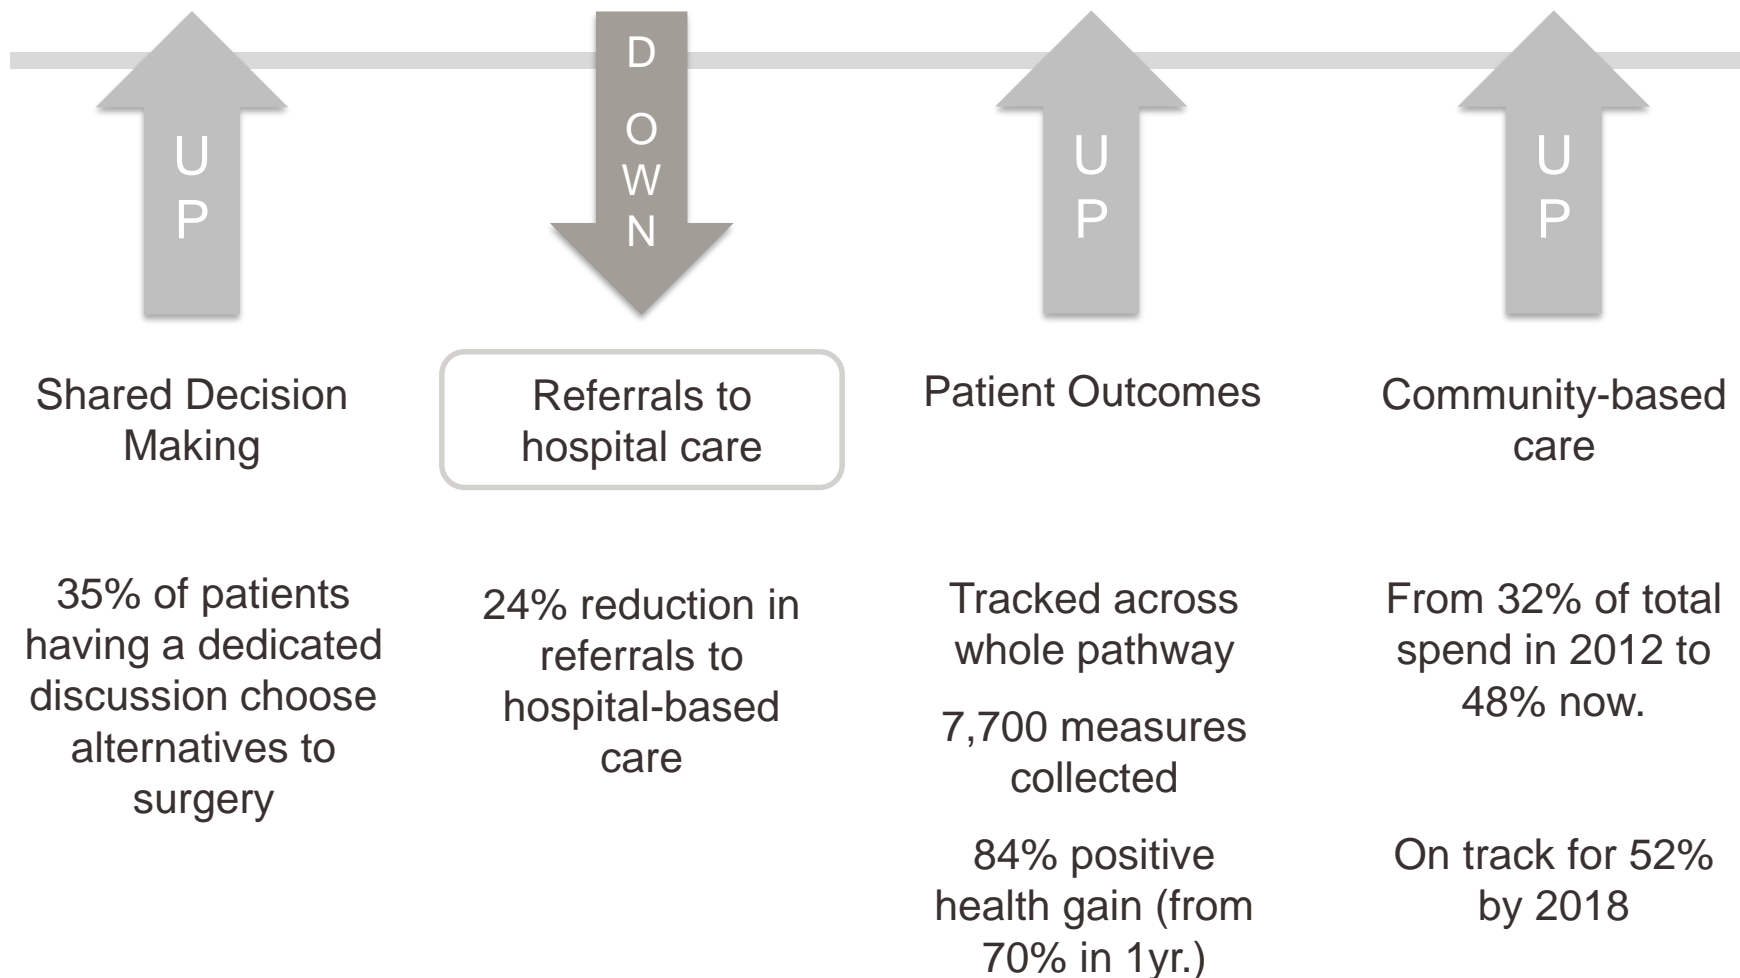 U
P
D
O
W
N
U
P
U
P
Shared Decision
Making
Referrals to
hospital care
Patient Outcomes
Community-based
care
35% of patients
having a dedicated
discussion choose
alternatives to
surgery
24% reduction in
referrals to
hospital-based
care
Tracked across
whole pathway
7,700 measures
collected
84% positive
health gain (from
70% in 1yr.)
From 32% of total
spend in 2012 to
48% now.
On track for 52%
by 2018